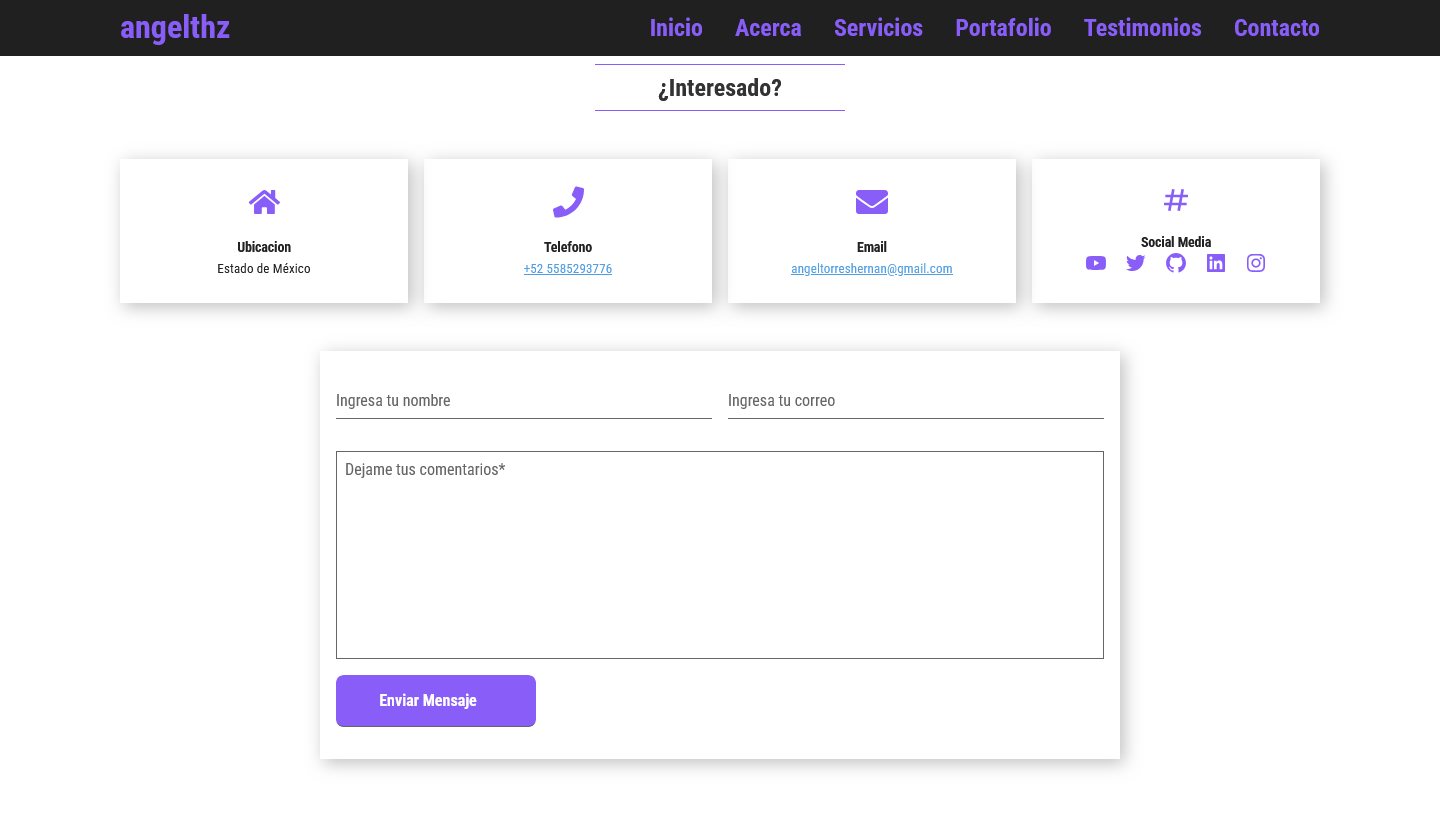 angelthz
Inicio Acerca Servicios Portafolio Testimonios Contacto
¿Interesado?
Ubicacion
Estado de México
Telefono
+52 5585293776
Email
angeltorreshernan@gmail.com
Social Media
Ingresa tu nombre
Ingresa tu correo
Dejame tus comentarios*
Enviar Mensaje